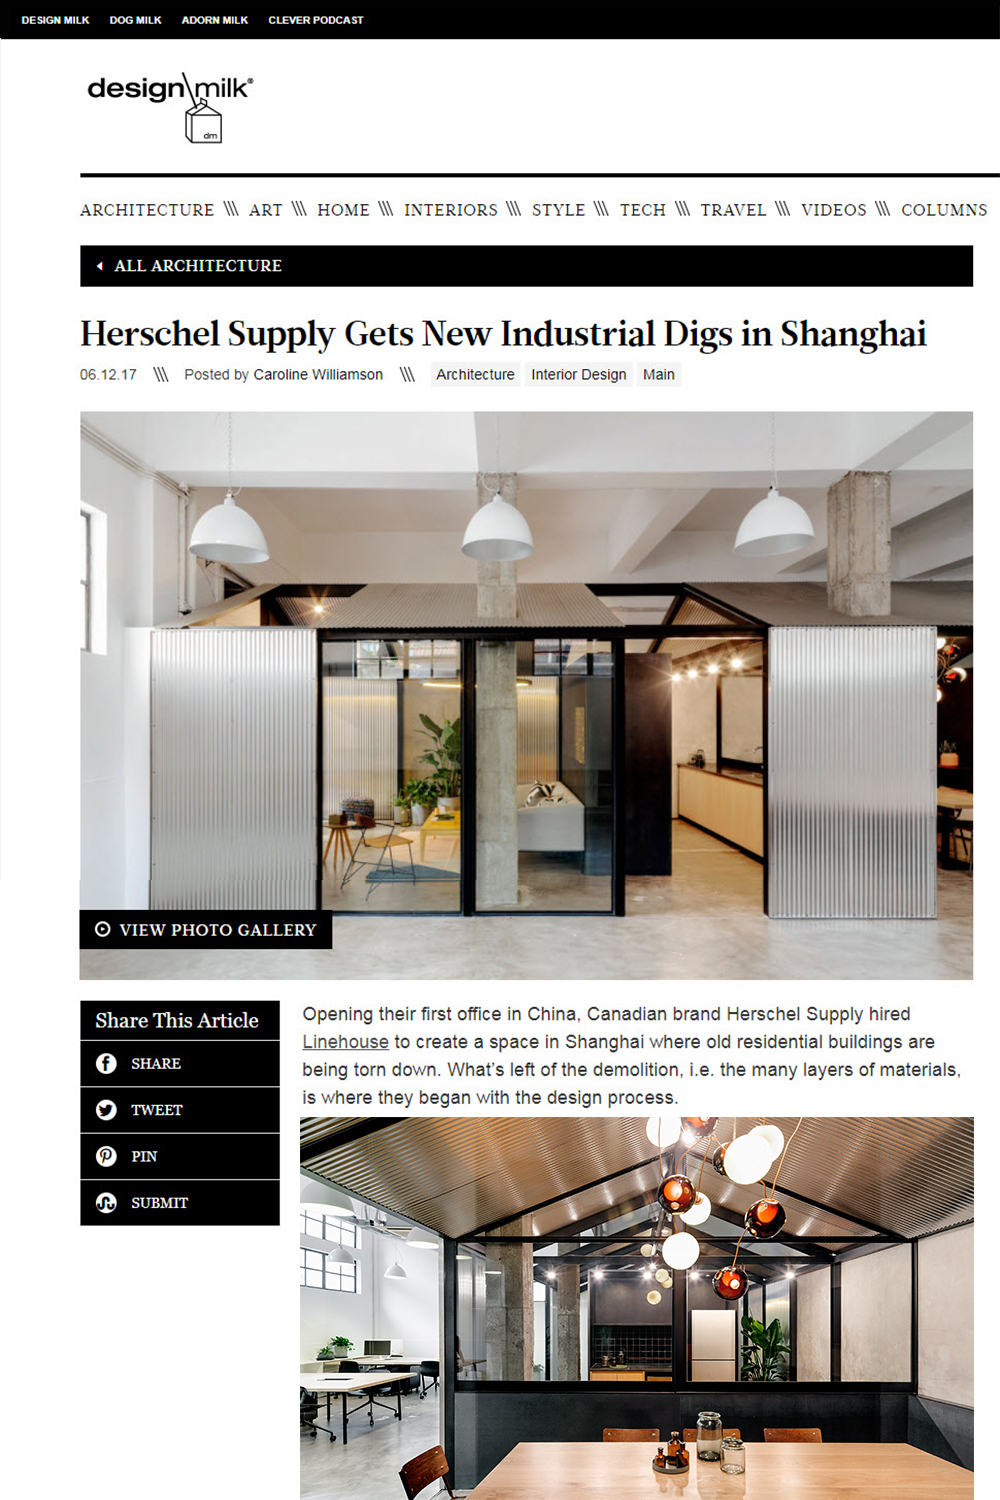 DESIGN MILK DOG MILK ADORN MILK CLEVER PODCAST
design milk®
dm
ARCHITECTURE \\\ ART \\\ HOME \\\ INTERIORS \\\ STYLE \\\ TECH \\\ TRAVEL \\\ VIDEOS \\\ COLUMNS
ALL ARCHITECTURE
Herschel Supply Gets New Industrial Digs in Shanghai
06.12.17 \\\ Posted by Caroline Williamson \\\ Architecture Interior Design Main
VIEW PHOTO GALLERY
Share This Article
SHARE
TWEET
PIN
SUBMIT
Opening their first office in China, Canadian brand Herschel Supply hired
Linehouse to create a space in Shanghai where old residential buildings are
being torn down. What's left of the demolition, i.e. the many layers of materials,
is where they began with the design process.